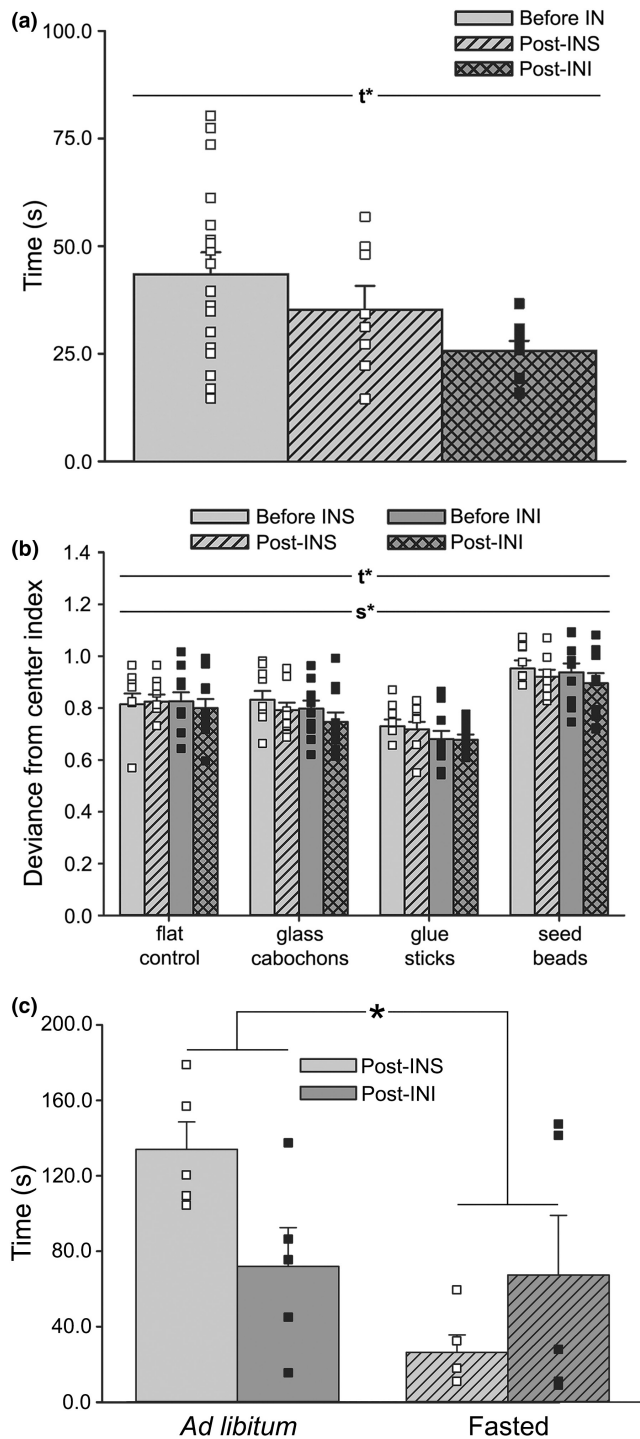 (a)
100.0
75.0
50.0
25.0
0.0
Time (s)
Before IN
Post-INS
Post-INI
t*
(b)
Before INS
Before INI
Post-INS
Post-INI
1.4
1.2
1.0
0.8
0.6
0.4
0.2
0.0
Deviance from center index
t*
s*
flat
control
glass
cabochons
glue
sticks
seed
beads
(c)
200.0
160.0
120.0
80.0
40.0
0.0
Time (s)
*
Post-INS
Post-INI
Ad libitum
Fasted